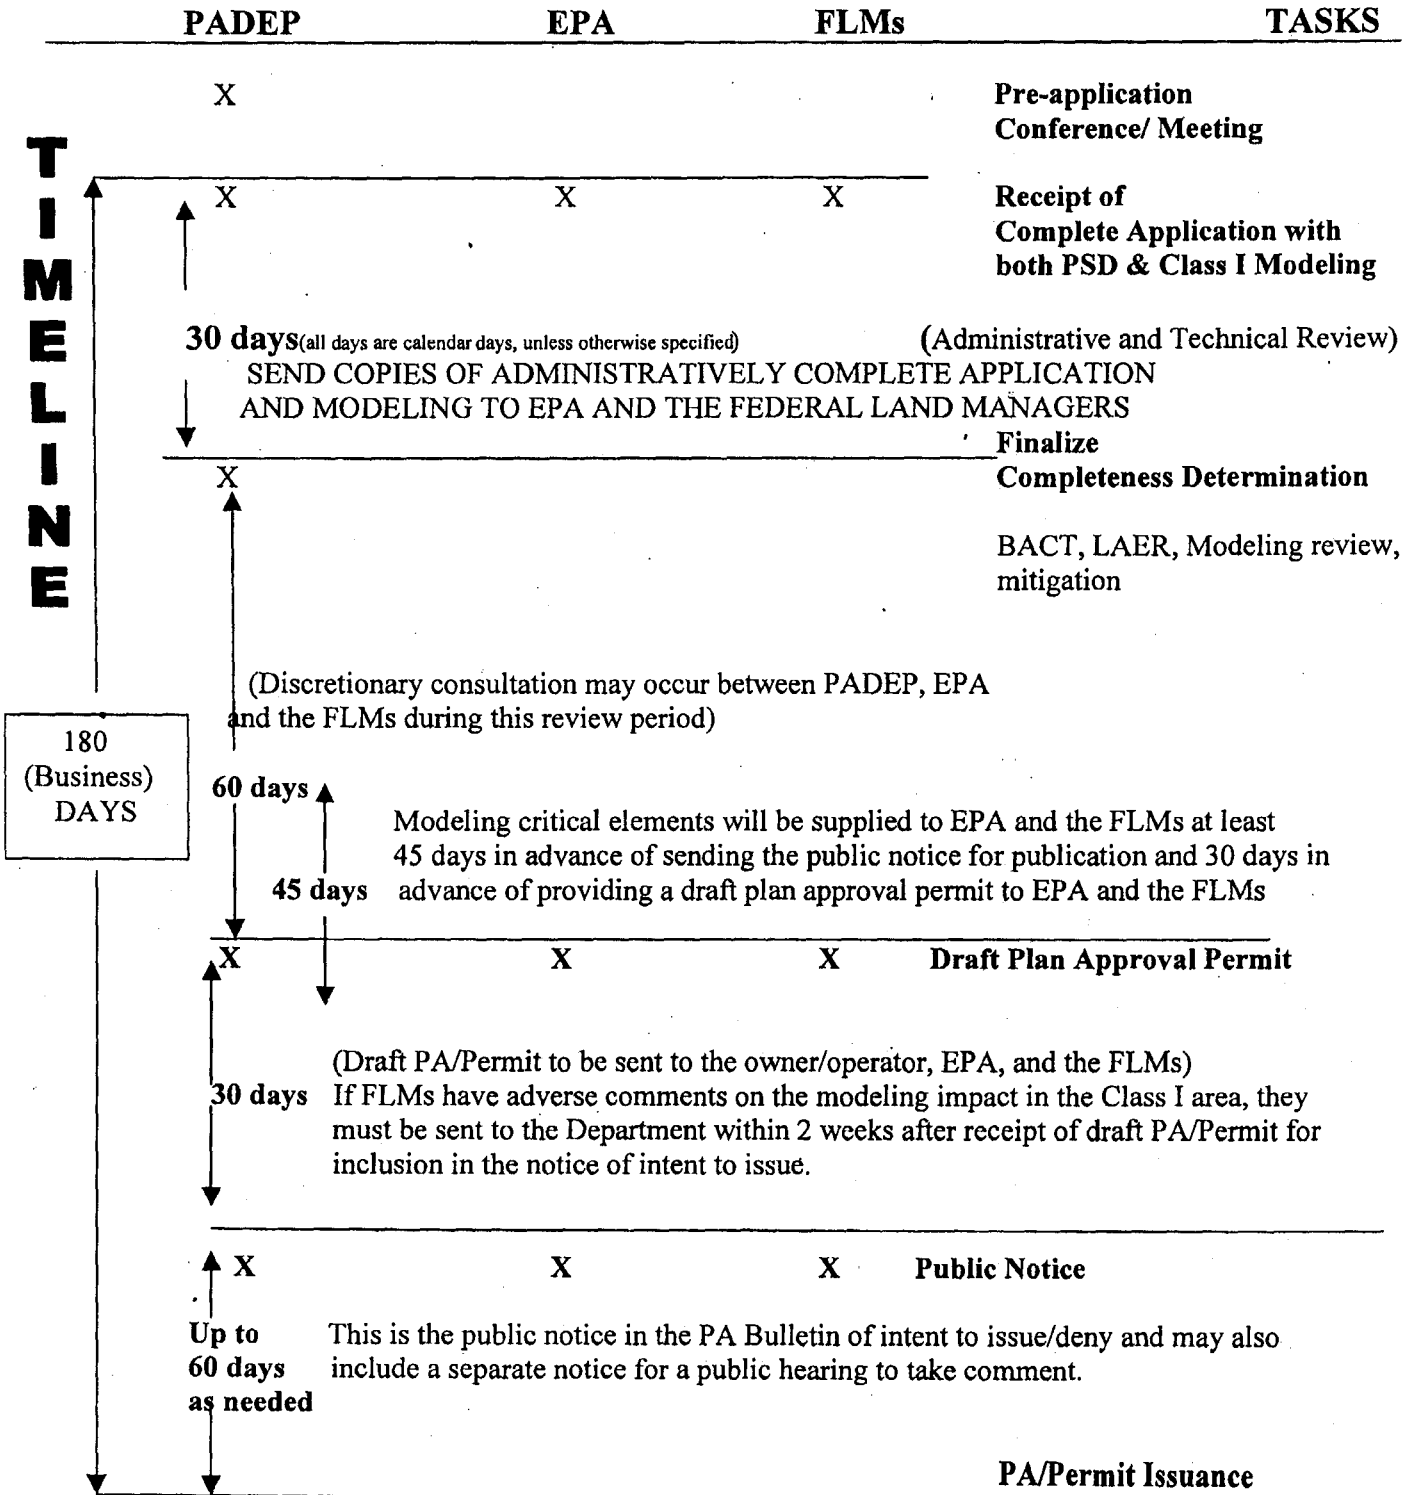 PADEP EPA FLMs TASKS
X Pre-application
Conference/ Meeting
TIMELINE
X X X Receipt of
Complete Application with
both PSD & Class I Modeling
30 days(all days are calendar days, unless otherwise specified) (Administrative and Technical Review)
SEND COPIES OF ADMINISTRATIVELY COMPLETE APPLICATION
AND MODELING TO EPA AND THE FEDERAL LAND MANAGERS
Finalize
X Completeness Determination
BACT, LAER, Modeling review,
mitigation
(Discretionary consultation may occur between PADEP, EPA
and the FLMs during this review period)
180
(Business)
DAYS
60 days
Modeling critical elements will be supplied to EPA and the FLMs at least
45 days in advance of sending the public notice for publication and 30 days in
45 days advance of providing a draft plan approval permit to EPA and the FLMs
X X X Draft Plan Approval Permit
(Draft PA/Permit to be sent to the owner/operator, EPA, and the FLMs)
30 days If FLMs have adverse comments on the modeling impact in the Class I area, they
must be sent to the Department within 2 weeks after receipt of draft PA/Permit for
inclusion in the notice of intent to issue.
X X X Public Notice
Up to This is the public notice in the PA Bulletin of intent to issue/deny and may also
60 days include a separate notice for a public hearing to take comment.
as needed
PA/Permit Issuance